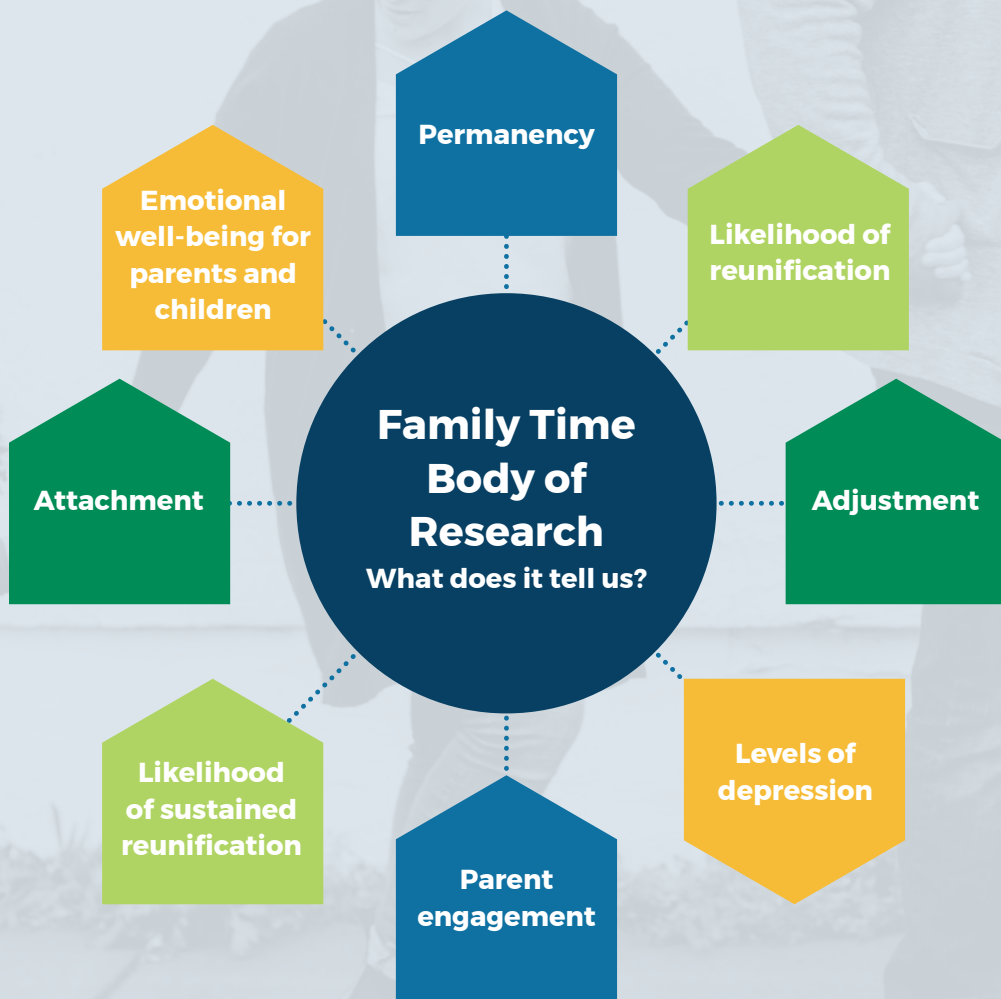 Permanency
Emotional
well-being for
parents and
children
Likelihood of
reunification
Family Time
Body of
Research
What does it tell us?
Attachment
Adjustment
Likelihood
of sustained
reunification
Levels of
depression
Parent
engagement